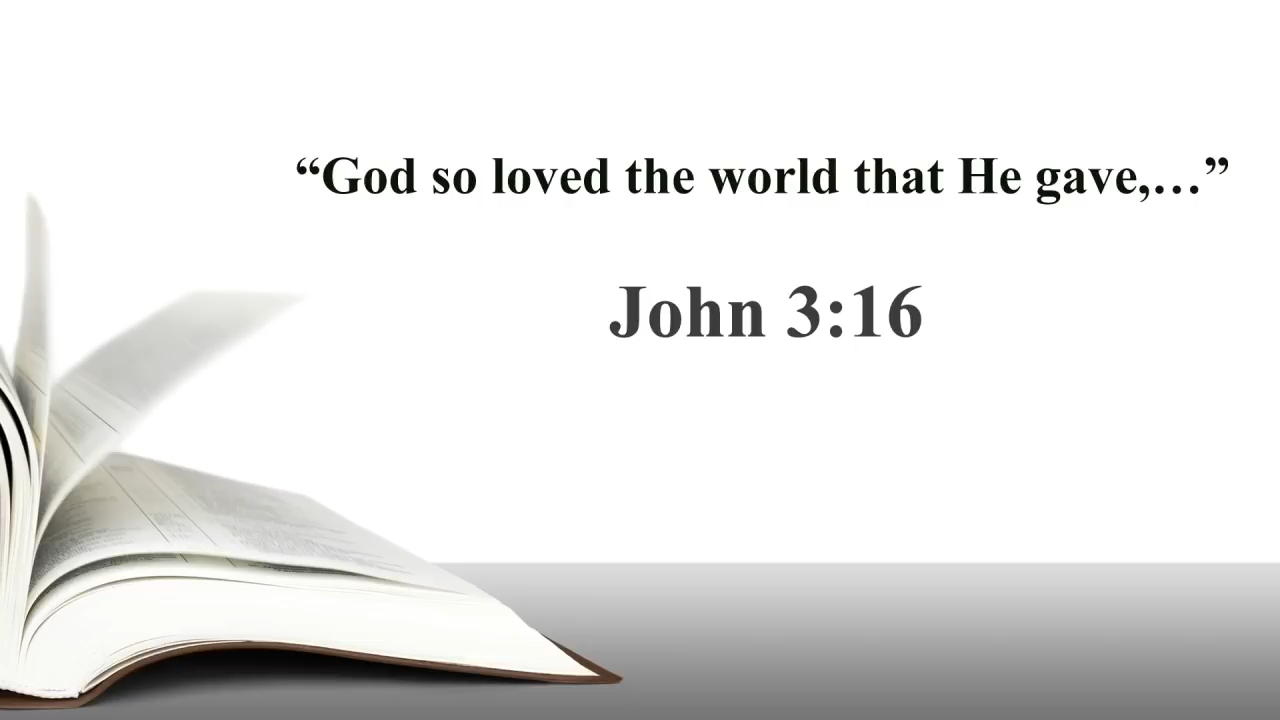 “God so loved the world that He gave,…”
John 3:16